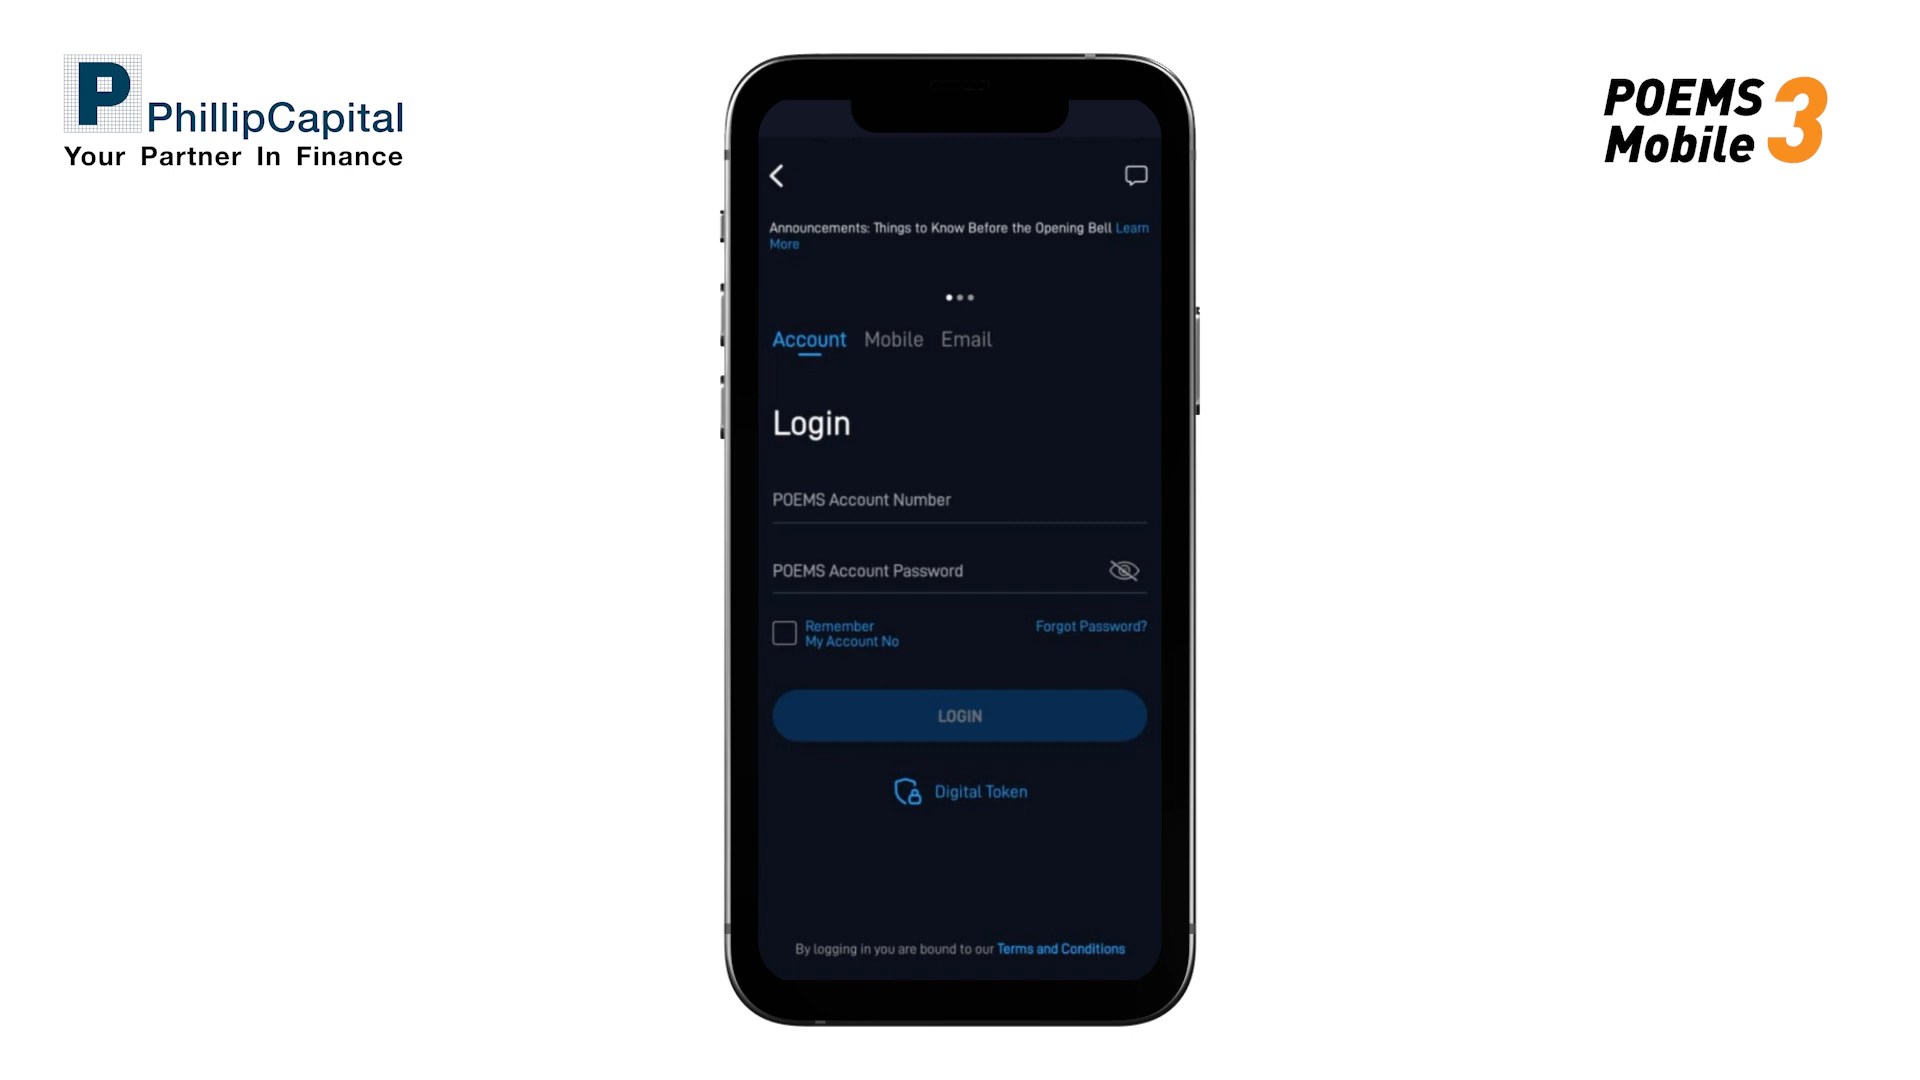 P PhillipCapital
Your Partner In Finance
POEMS
Mobile 3
Announcements: Things to Know Before the Opening Bell Learn
More
Account Mobile Email
Login
POEMS Account Number
POEMS Account Password
Remember
My Account No
Forgot Password?
LOGIN
Digital Token
By logging in you are bound to our Terms and Conditions